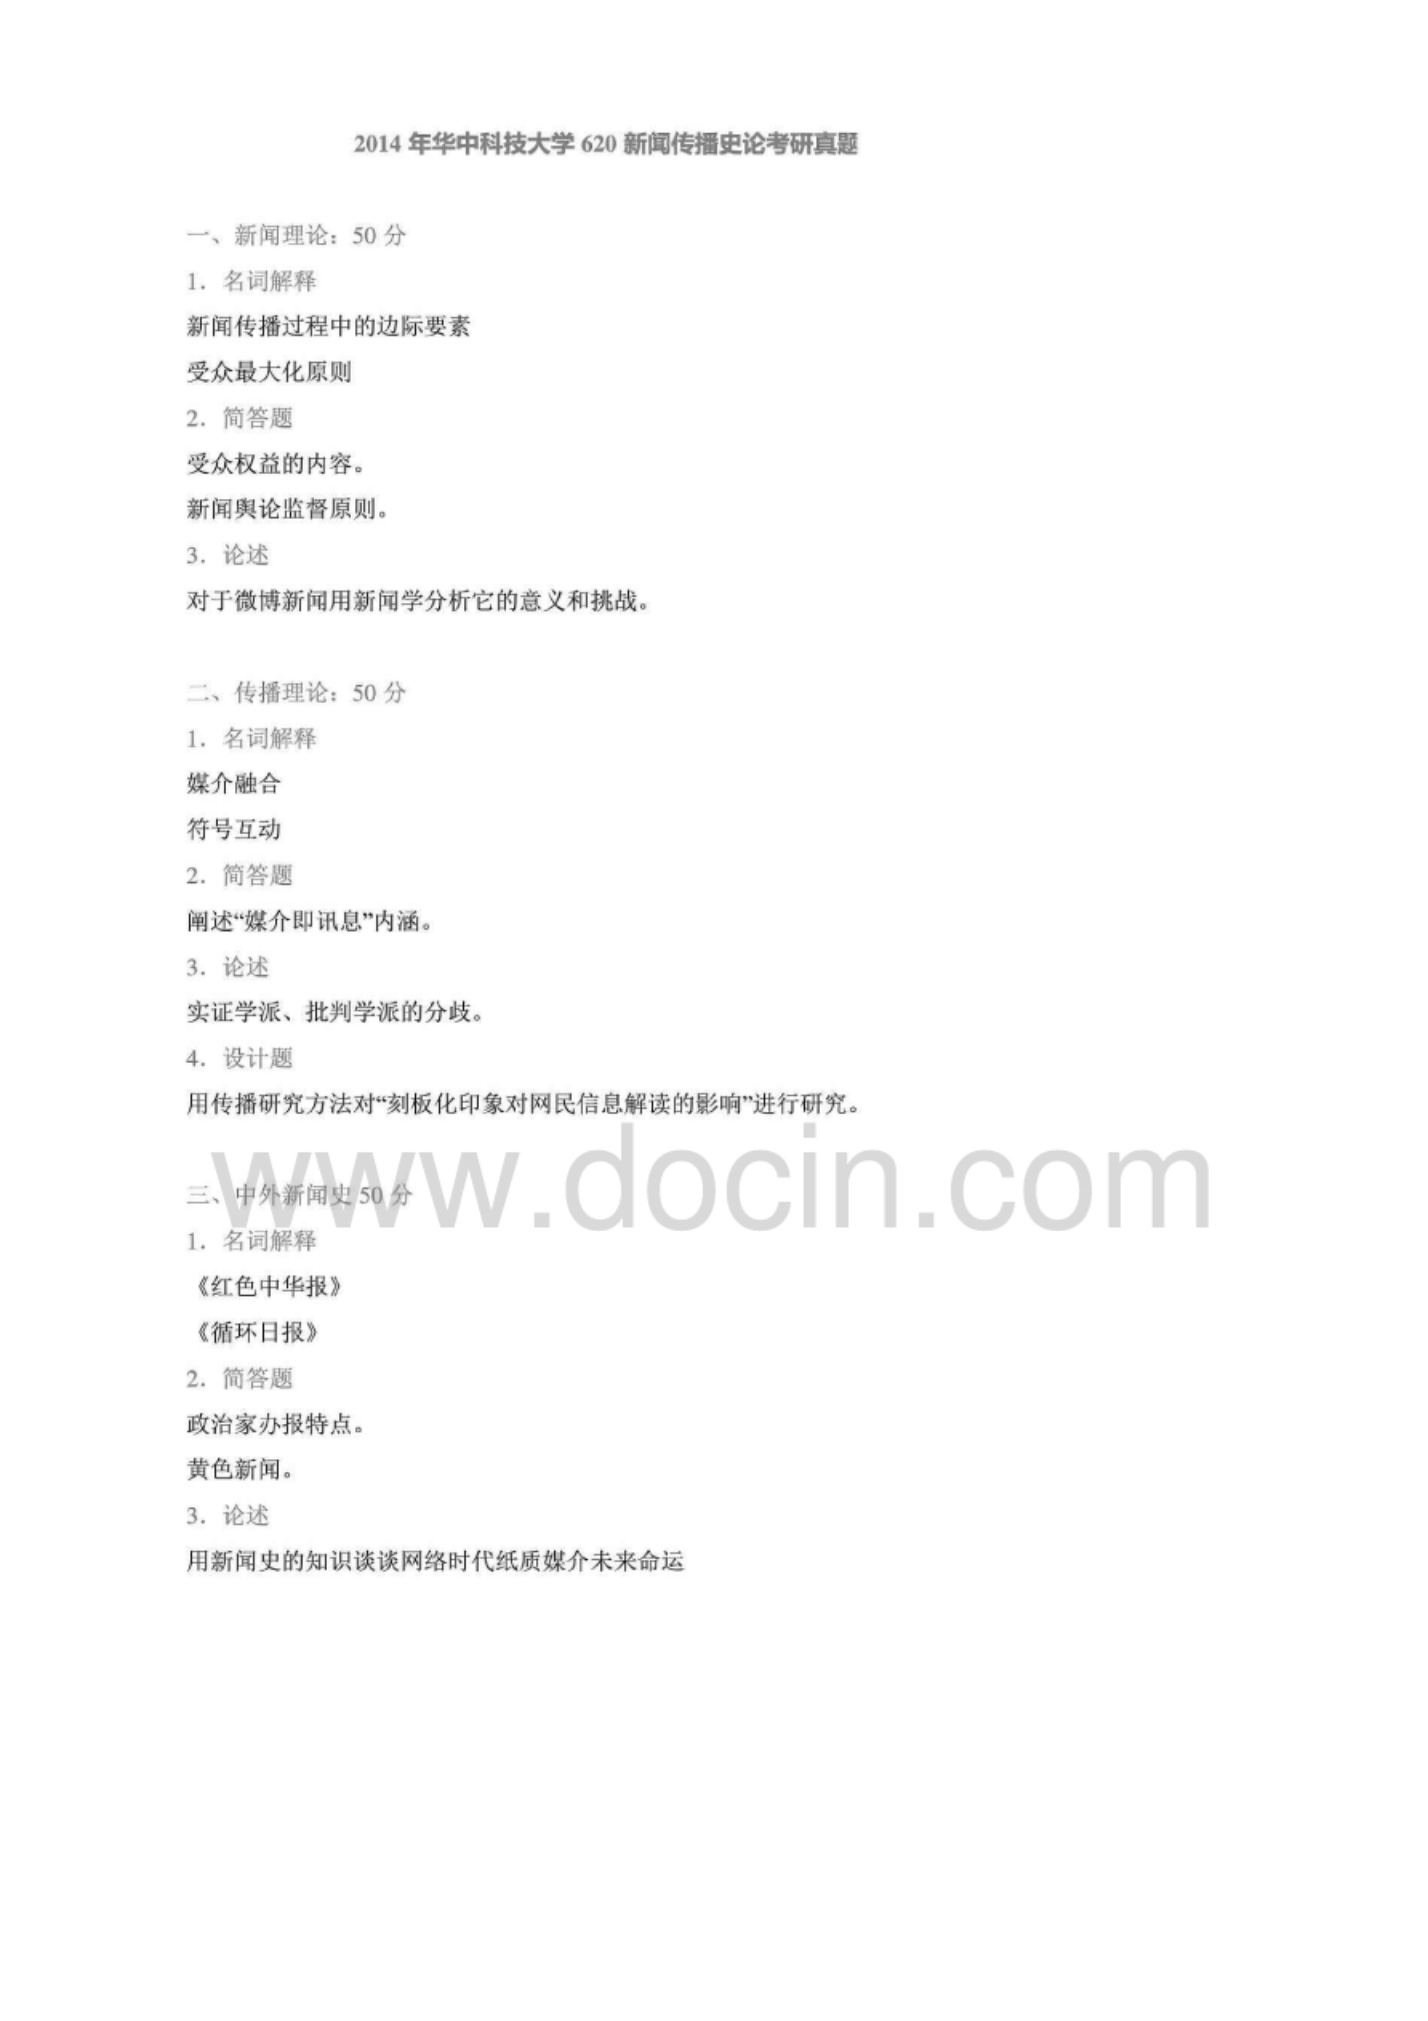 2014 年华中科技大学 620 新闻传播史论考研真题
一、新闻理论：50 分
1．名词解释
新闻传播过程中的边际要素
受众最大化原则
2．简答题
受众权益的内容。
新闻舆论监督原则。
3．论述
对于微博新闻用新闻学分析它的意义和挑战。
二、传播理论：50 分
1．名词解释
媒介融合
符号互动
2．简答题
阐述“媒介即讯息”内涵。
3．论述
实证学派、批判学派的分歧。
4．设计题
用传播研究方法对“刻板化印象对网民信息解读的影响”进行研究。
www.docin.com
三、中外新闻史 50 分
1．名词解释
《红色中华报》
《循环日报》
2．简答题
政治家办报特点。
黄色新闻。
3．论述
用新闻史的知识谈谈网络时代纸质媒介未来命运